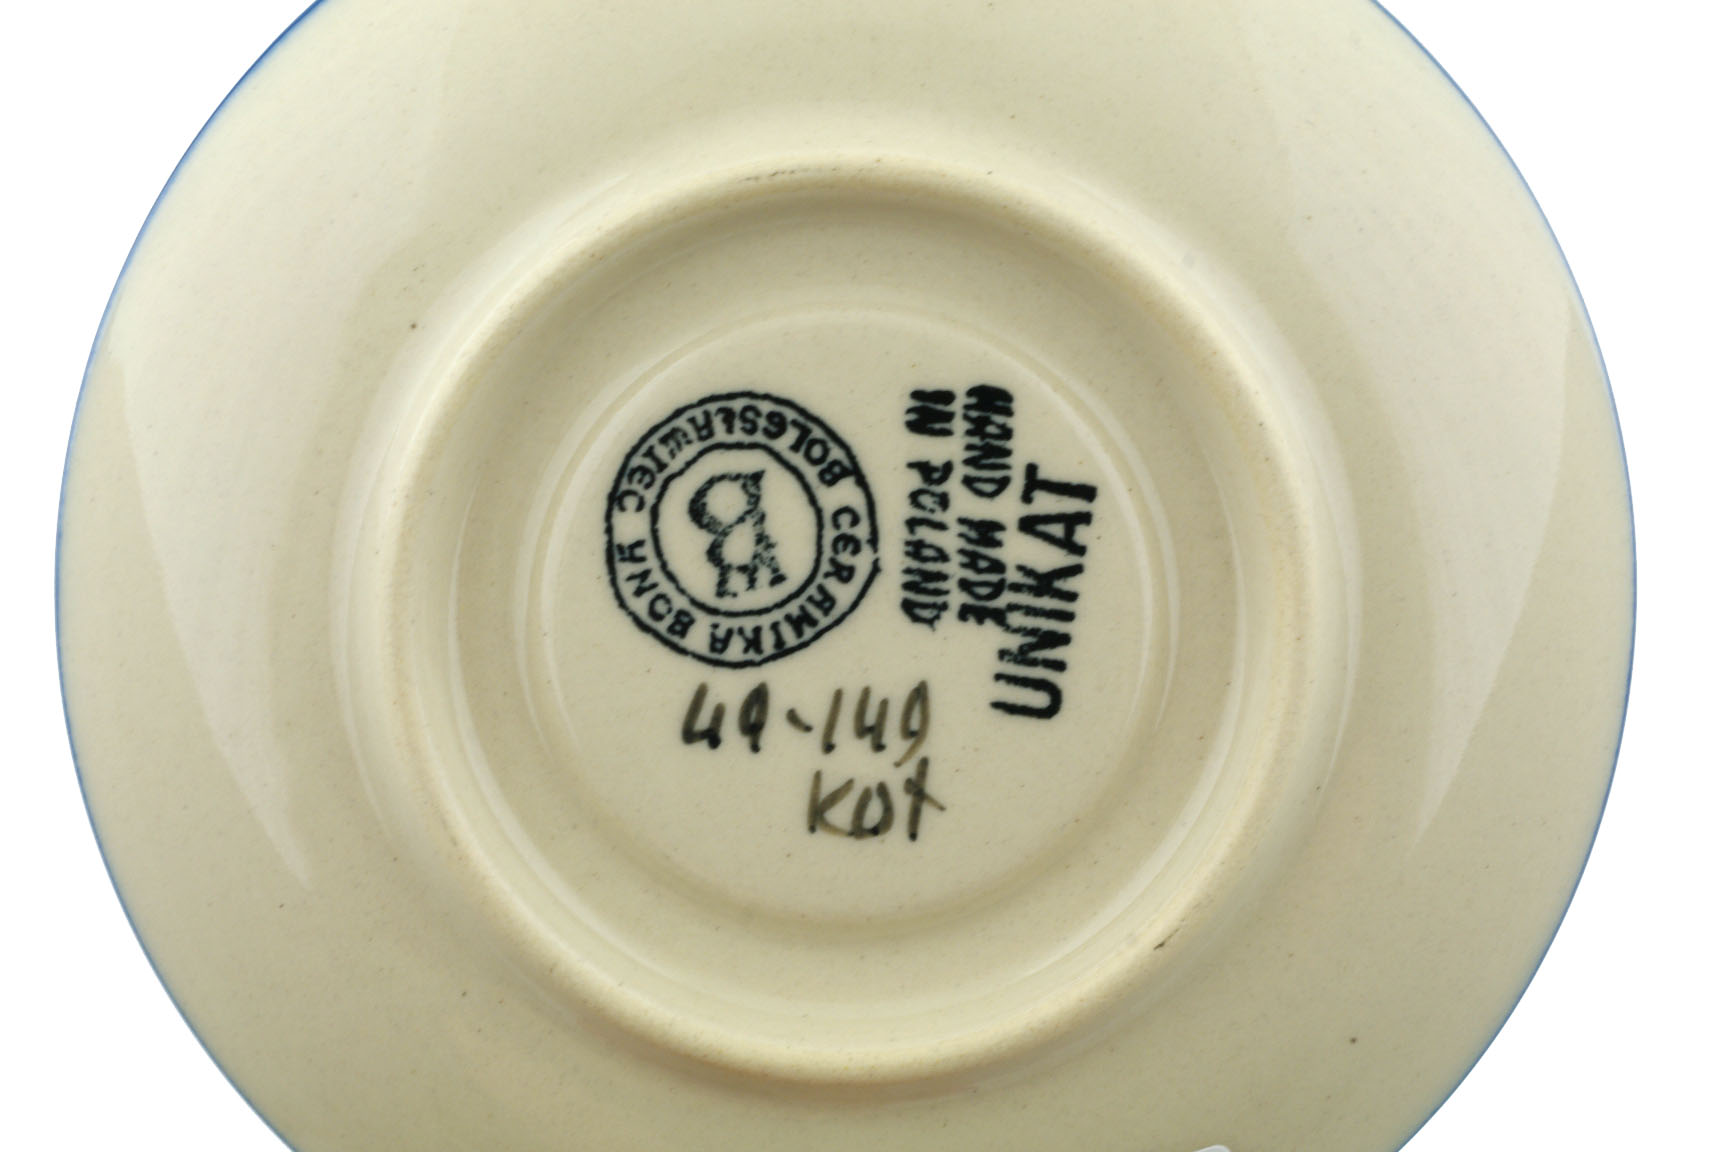 CERAMIKA BONA BOLESŁAWIEC
HAND MADE
IN POLAND
UNIKAT
49-149
KOT